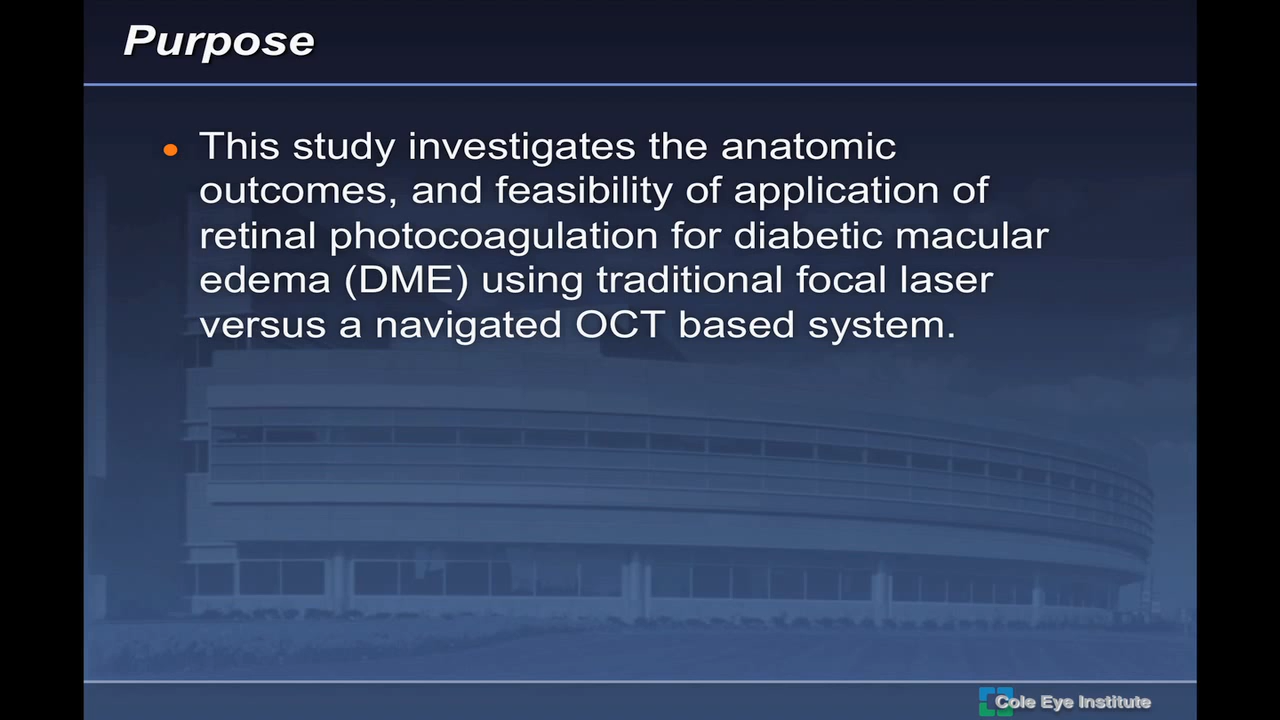 Purpose
• This study investigates the anatomic
outcomes, and feasibility of application of
retinal photocoagulation for diabetic macular
edema (DME) using traditional focal laser
versus a navigated OCT based system.
Cole Eye Institute